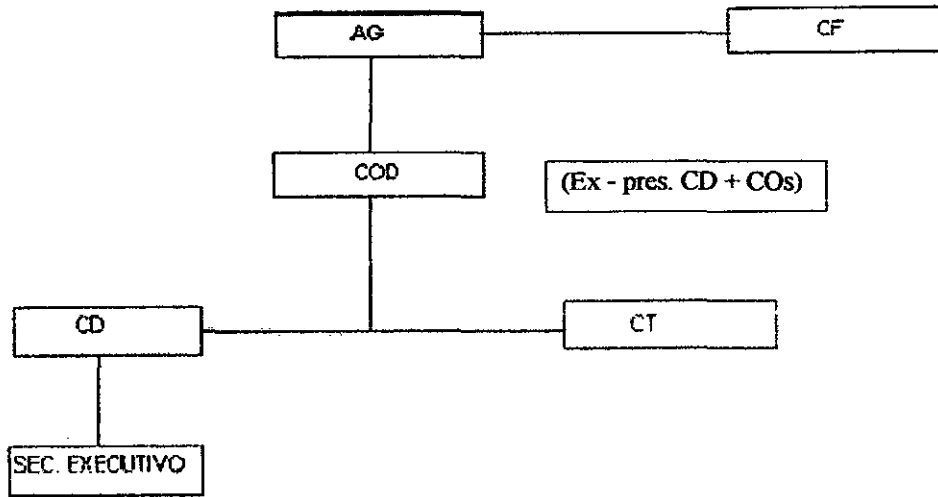 AG
CF
COD
(Ex - pres. CD + COs)
CD
CT
SEC. EXECUTIVO